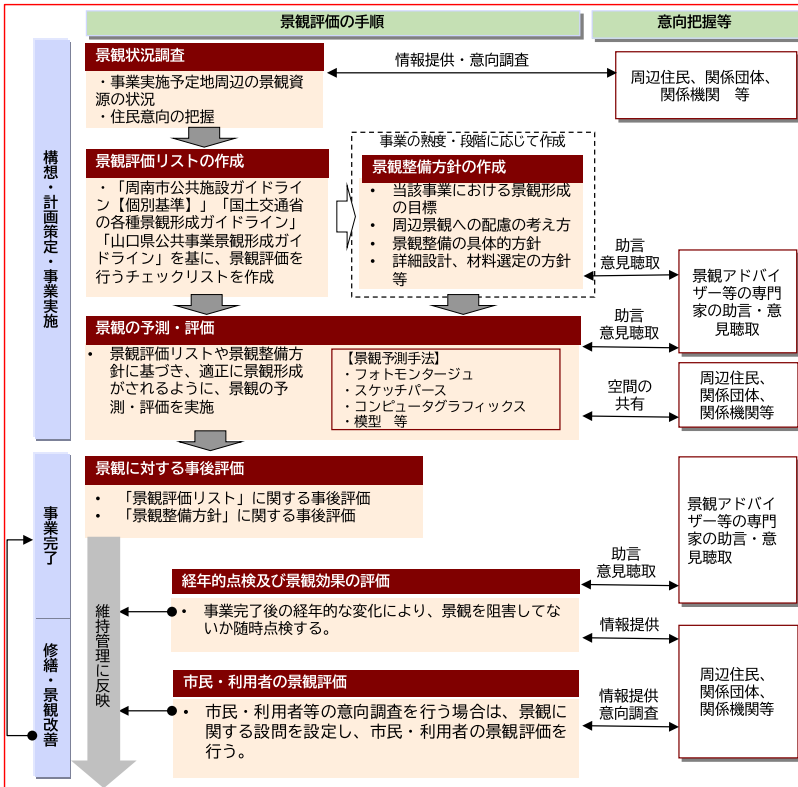 景観評価の手順
意向把握等
構想・計画策定・事業実施
景観状況調査
・事業実施予定地周辺の景観資
源の状況
・住民意向の把握
情報提供・意向調査
周辺住民、関係団体、
関係機関　等
景観評価リストの作成
・「周南市公共施設ガイドライ
ン【個別基準】」「国土交通省
の各種景観形成ガイドライン」
「山口県公共事業景観形成ガイ
ドライン」を基に、景観評価を
行うチェックリストを作成
事業の熟度・段階に応じて作成
景観整備方針の作成
• 当該事業における景観形成
の目標
• 周辺景観への配慮の考え方
• 景観整備の具体的方針
• 詳細設計、材料選定の方針
等
助言
意見聴取
景観アドバイ
ザー等の専門
家の助言・意
見聴取
景観の予測・評価
• 景観評価リストや景観整備方
針に基づき、適正に景観形成
がされるように、景観の予
測・評価を実施
【景観予測手法】
・フォトモンタージュ
・スケッチパース
・コンピュータグラフィックス
・模型　等
助言
意見聴取
空間の
共有
周辺住民、
関係団体、
関係機関等
事業完了
景観に対する事後評価
• 「景観評価リスト」に関する事後評価
• 「景観整備方針」に関する事後評価
景観アドバイ
ザー等の専門
家の助言・意
見聴取
維持管理に反映
経年的点検及び景観効果の評価
• 事業完了後の経年的な変化により、景観を阻害してな
いか随時点検する。
助言
意見聴取
情報提供
修繕・景観改善
市民・利用者の景観評価
• 市民・利用者等の意向調査を行う場合は、景観に
関する設問を設定し、市民・利用者の景観評価を
行う。
情報提供
意向調査
周辺住民、
関係団体、
関係機関等